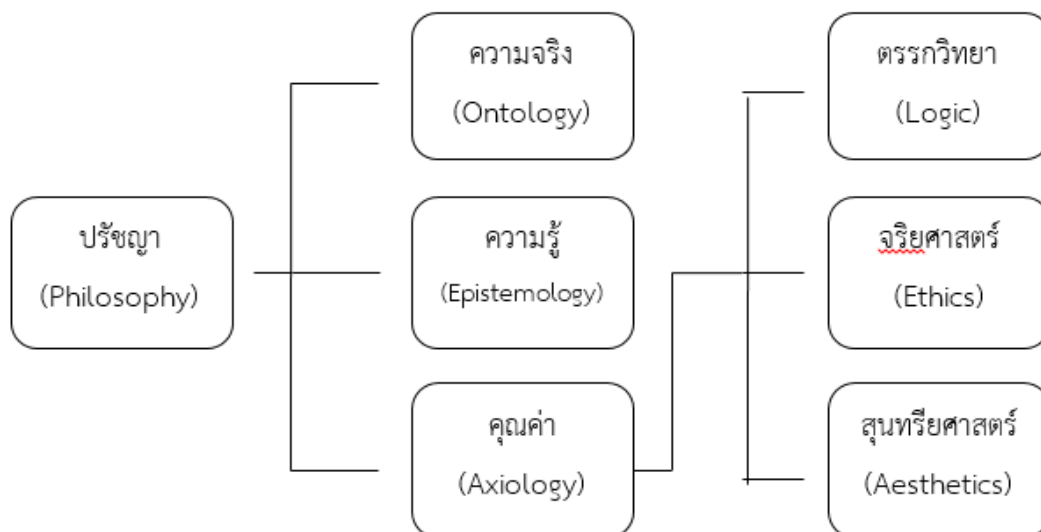 ปรัชญา
(Philosophy)
ความจริง
(Ontology)
ความรู้
(Epistemology)
คุณค่า
(Axiology)
ตรรกวิทยา
(Logic)
จริยศาสตร์
(Ethics)
สุนทรียศาสตร์
(Aesthetics)